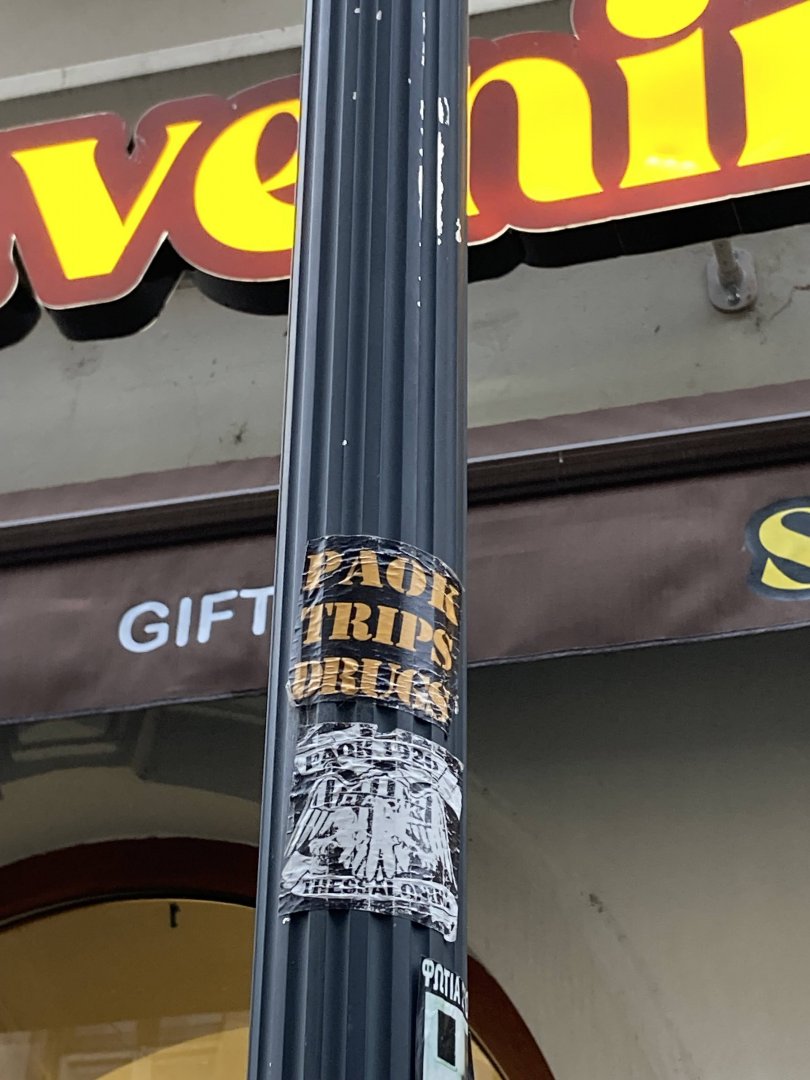 venir
GIFT
S
PAOK
TRIPS
DRUGS
PAOK 1926
THESSALONIKI
ΦΩΤΙΑ